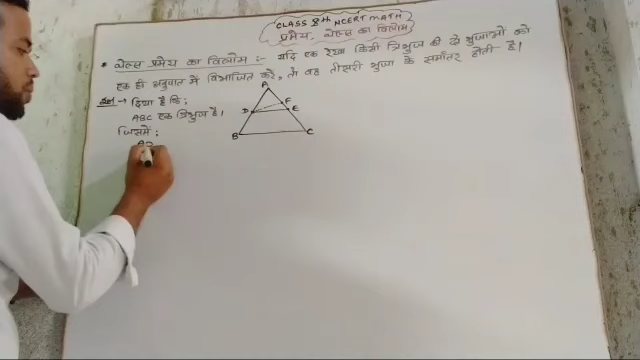 CLASS 8th NCERT MATH
प्रमेय, थेल्स का विलोम
* थेल्स प्रमेय का विलोम :- यदि एक रेखा किसी त्रिभुज की दो भुजाओं को
एक ही अनुपात में विभाजित करे, तो वह तीसरी भुजा के समांतर होती है।
हल → दिया है कि ;
ABC एक त्रिभुज है।
जिसमें ;
AD
A
F
D
E
B
C